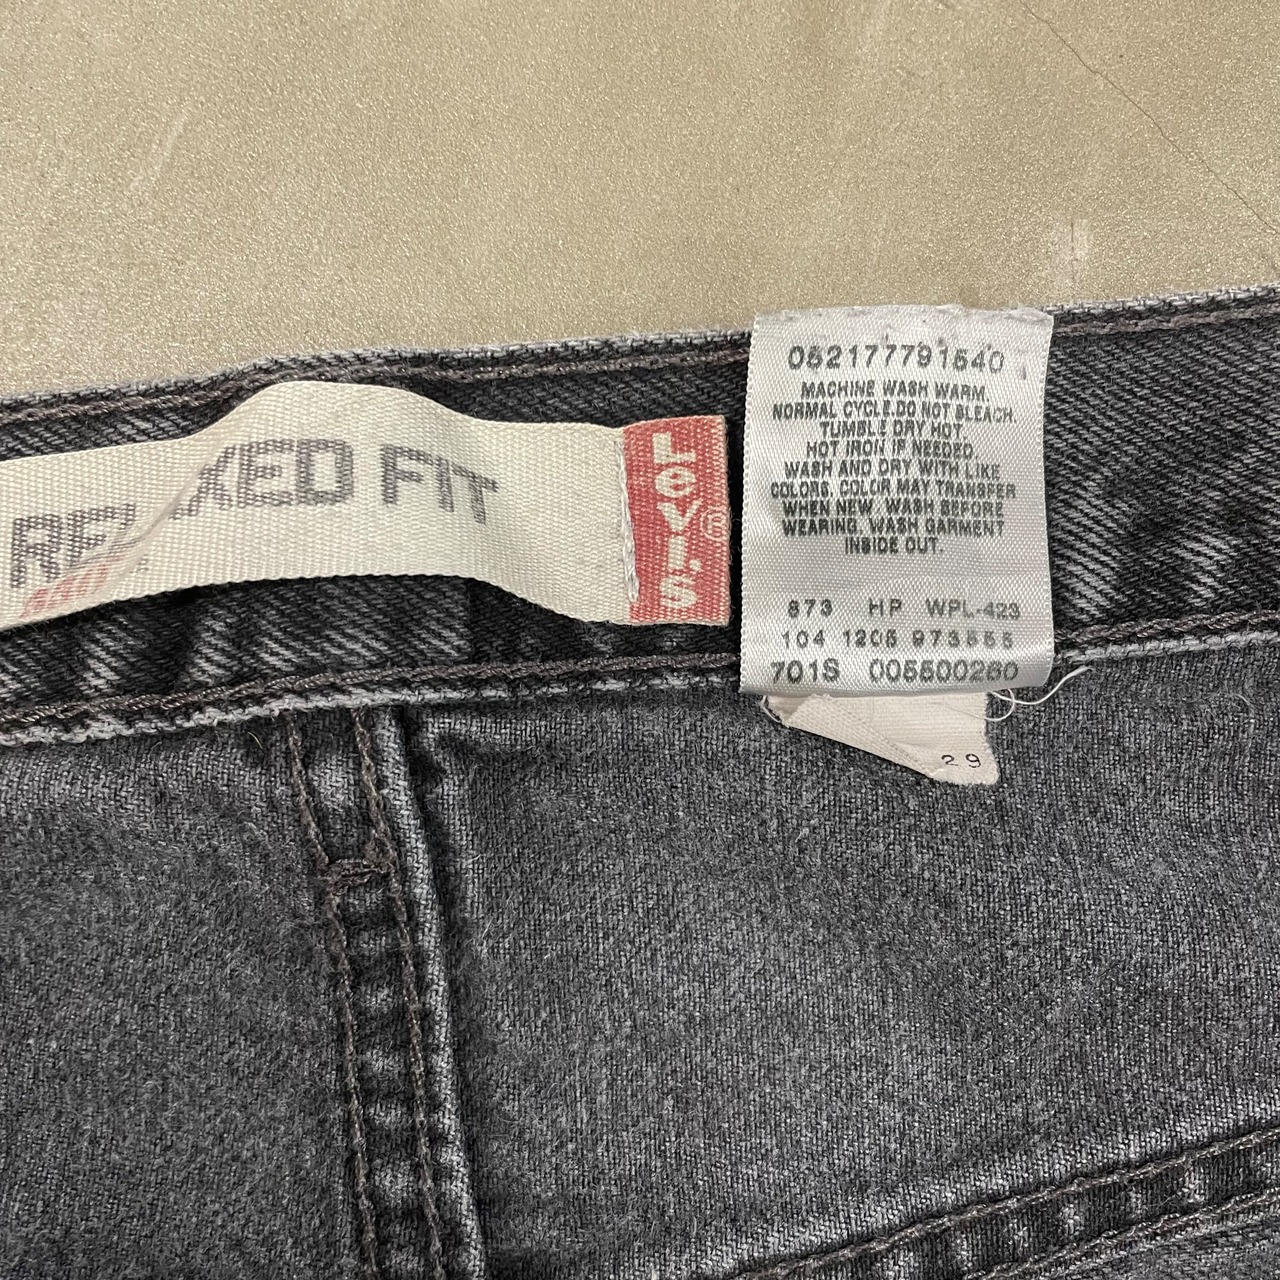 RELAXED FIT
Levi's®
052177791540
MACHINE WASH WARM.
NORMAL CYCLE.DO NOT BLEACH.
TUMBLE DRY HOT.
HOT IRON IF NEEDED.
WASH AND DRY WITH LIKE
COLORS. COLOR MAY TRANSFER
WHEN NEW. WASH BEFORE
WEARING. WASH GARMENT
INSIDE OUT.
873 HP WPL-423
104 1205 973555
701S 005500260
29